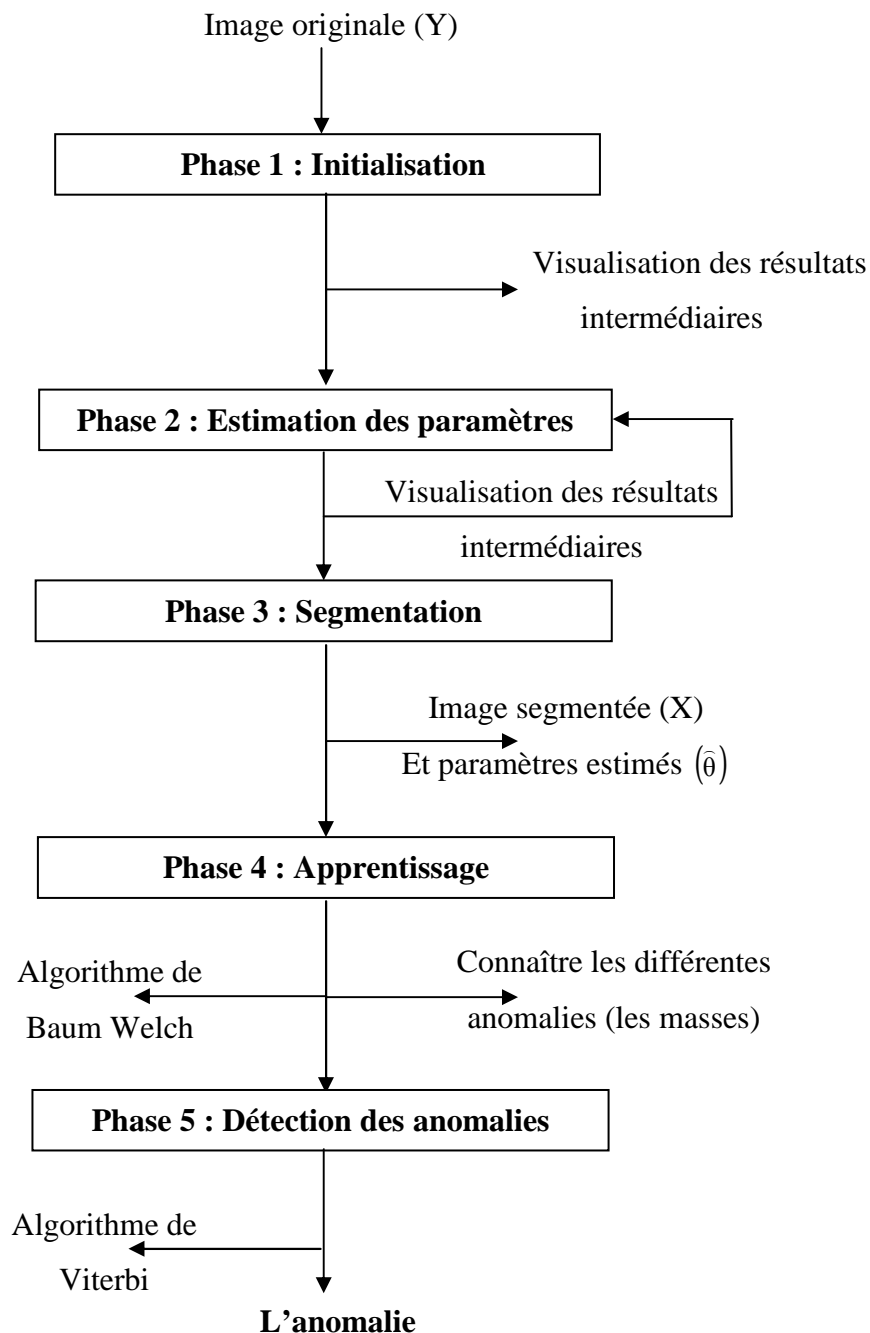 Image originale (Y)
Phase 1 : Initialisation
Visualisation des résultats
intermédiaires
Phase 2 : Estimation des paramètres
Visualisation des résultats
intermédiaires
Phase 3 : Segmentation
Image segmentée (X)
Et paramètres estimés (θ̂)
Phase 4 : Apprentissage
Algorithme de
Baum Welch
Connaître les différentes
anomalies (les masses)
Phase 5 : Détection des anomalies
Algorithme de
Viterbi
L’anomalie